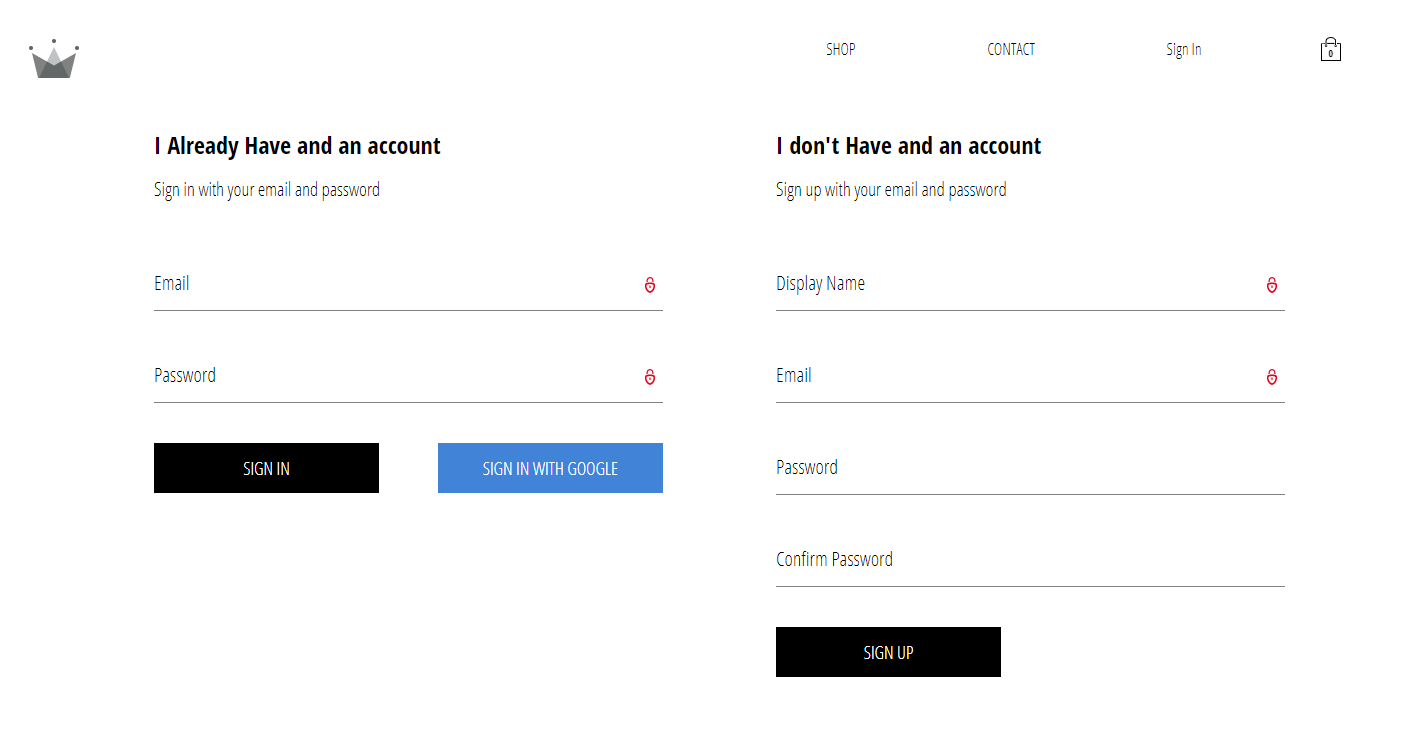 SHOP
CONTACT
Sign In
0
I Already Have and an account
Sign in with your email and password
Email
Password
SIGN IN
SIGN IN WITH GOOGLE
I don't Have and an account
Sign up with your email and password
Display Name
Email
Password
Confirm Password
SIGN UP